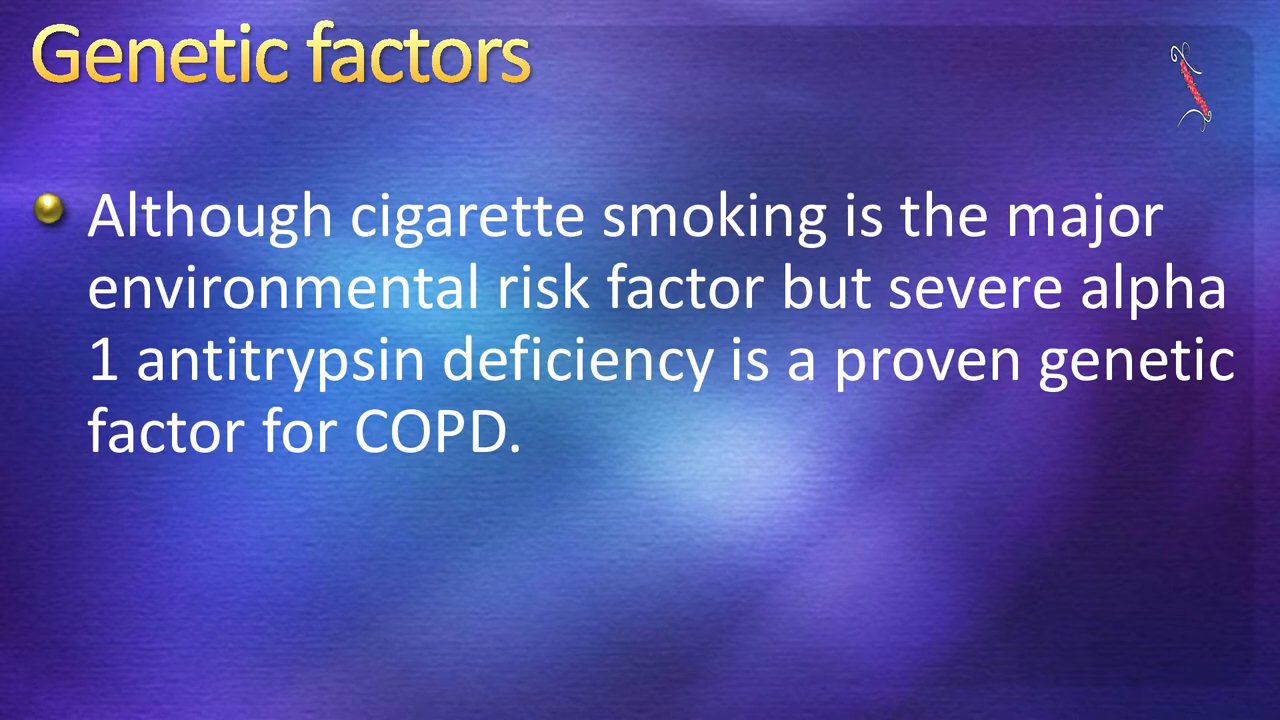 Genetic factors
Although cigarette smoking is the major
environmental risk factor but severe alpha
1 antitrypsin deficiency is a proven genetic
factor for COPD.